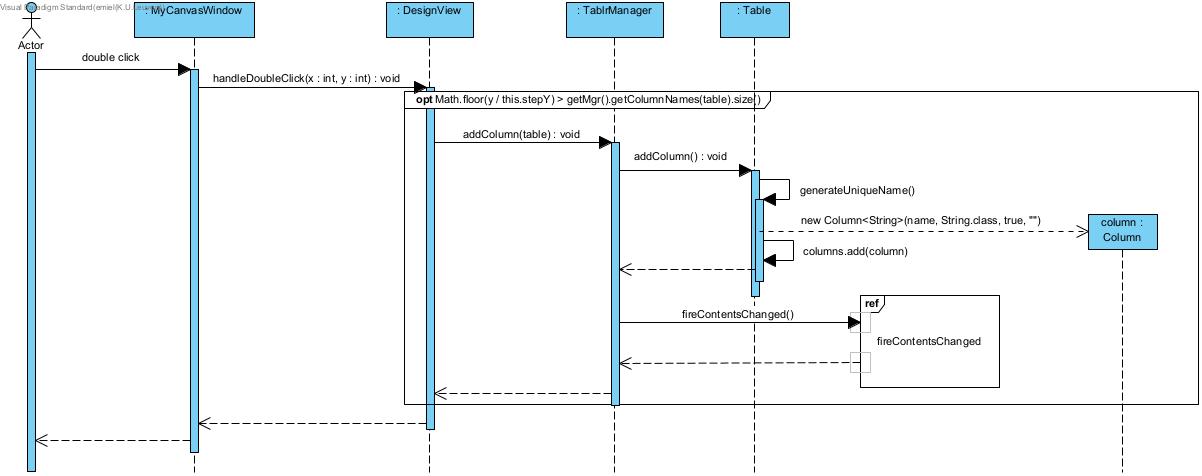 Visual Paradigm Standard(emiel(K.U.
: MyCanvasWindow
: DesignView
: TablrManager
: Table
Actor
double click
handleDoubleClick(x : int, y : int) : void
opt Math.floor(y / this.stepY) > getMgr().getColumnNames(table).size()
addColumn(table) : void
addColumn() : void
generateUniqueName()
new Column<String>(name, String.class, true, "")
column :
Column
columns.add(column)
ref
fireContentsChanged()
fireContentsChanged